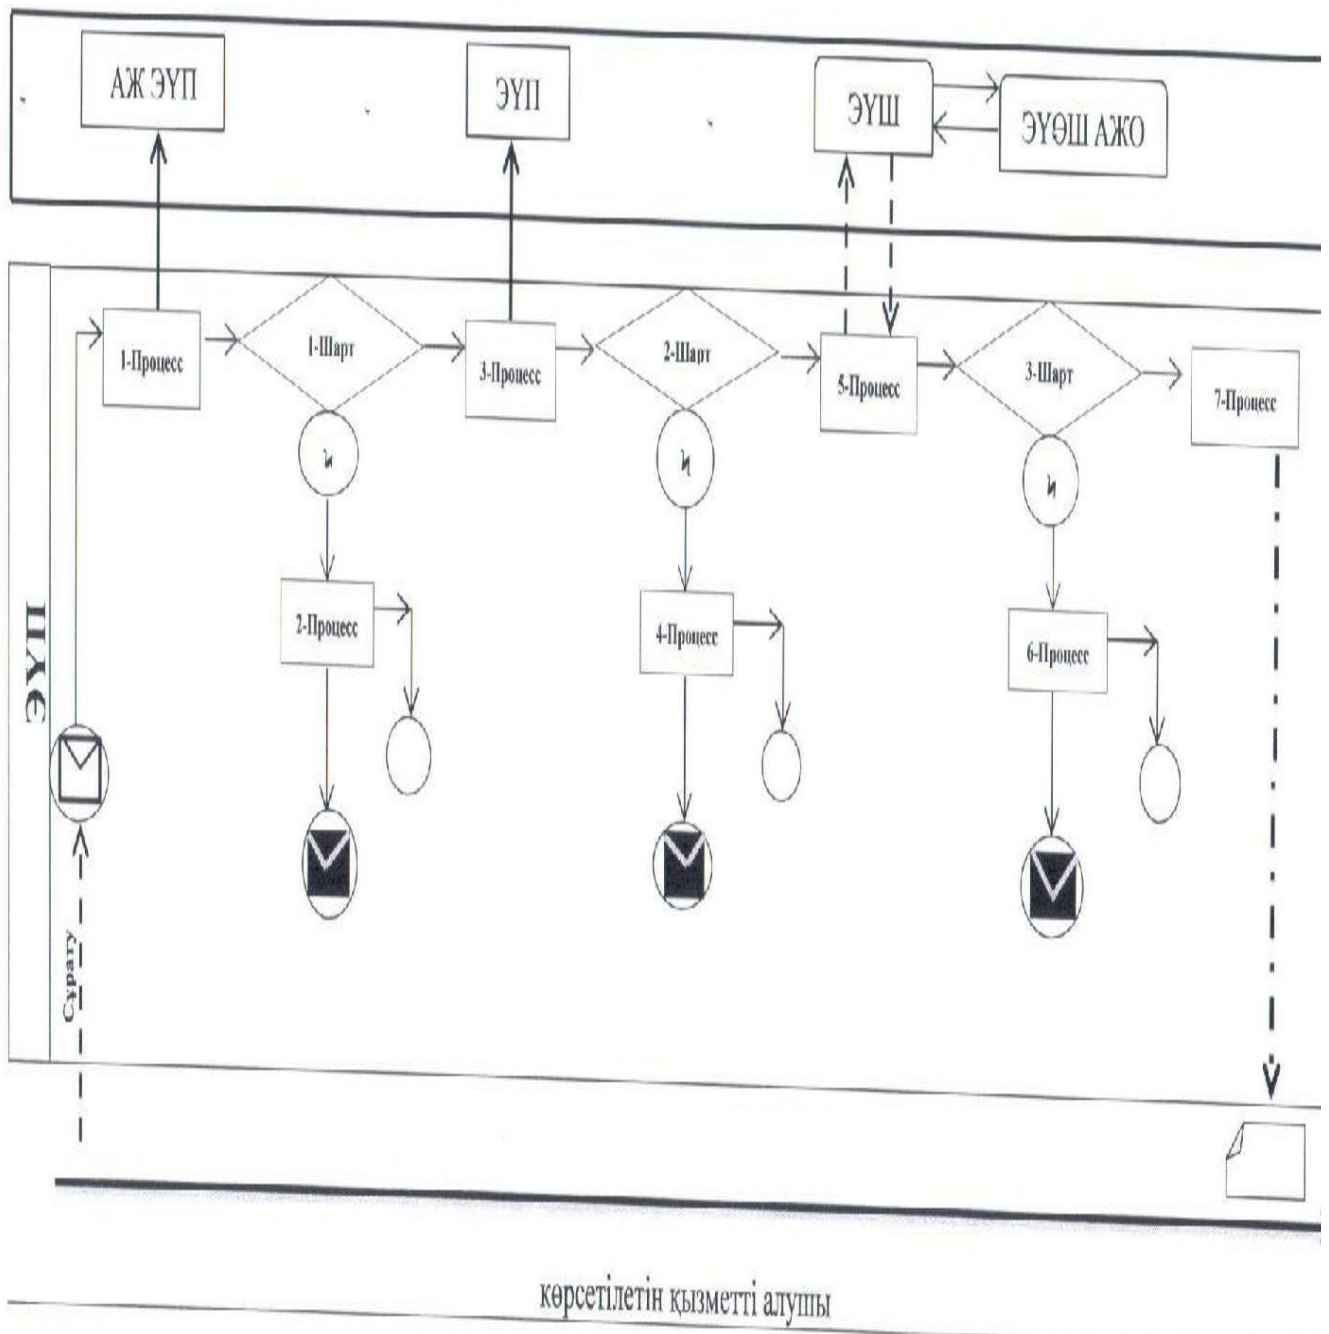 АЖ ЭҮП
ЭҮП
ЭҮШ
ЭҮӨШ АЖО
1-Процесс
1-Шарт
3-Процесс
2-Шарт
5-Процесс
3-Шарт
7-Процесс
2-Процесс
4-Процесс
6-Процесс
ЭҮП
Сұрату
көрсетілетін қызметті алушы